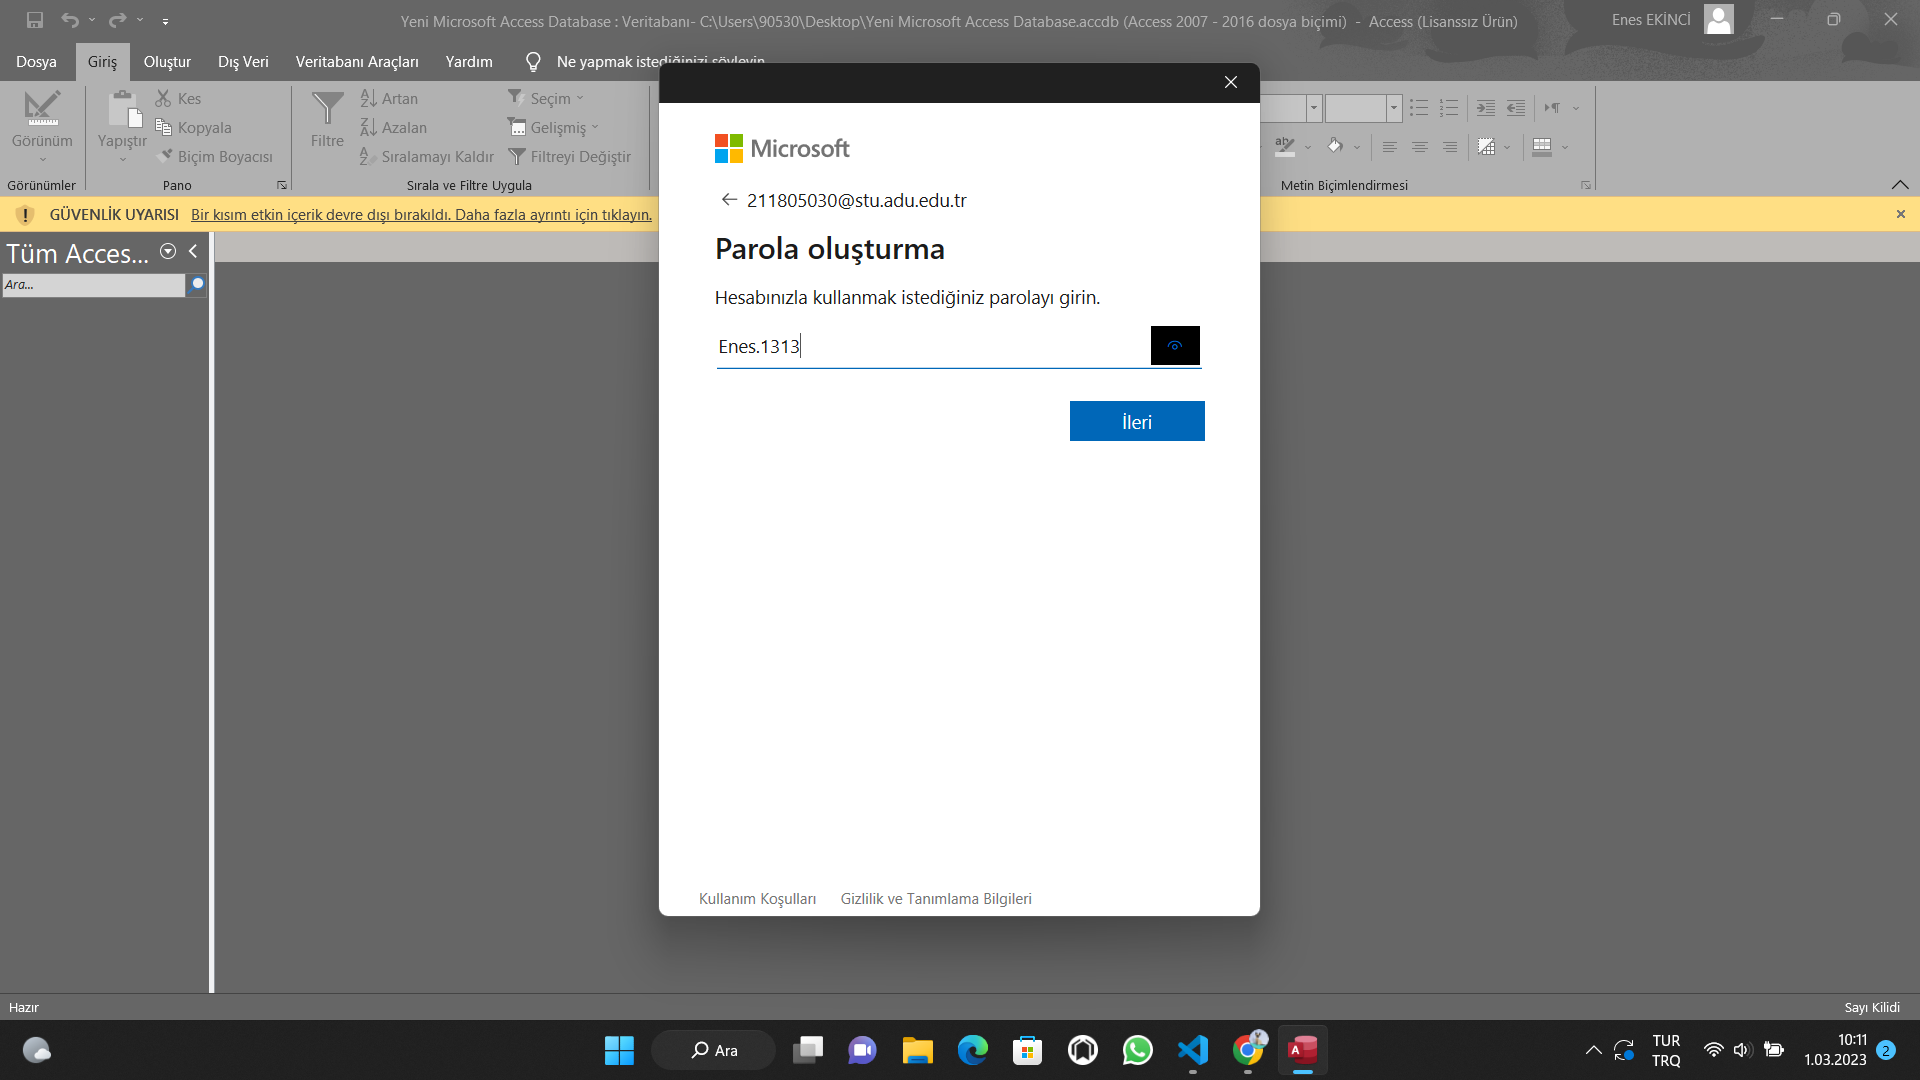 Yeni Microsoft Access Database : Veritabanı- C:\Users\90530\Desktop\Yeni Microsoft Access Database.accdb (Access 2007 - 2016 dosya biçimi) - Access (Lisanssız Ürün)
Enes EKİNCİ
Dosya Giriş Oluştur Dış Veri Veritabanı Araçları Yardım Ne yapmak istediğinizi söyleyin
Görünüm
Görünümler
Yapıştır
Kes
Kopyala
Biçim Boyacısı
Pano
Filtre
Artan
Azalan
Sıralamayı Kaldır
Seçim
Gelişmiş
Filtreyi Değiştir
Sırala ve Filtre Uygula
Metin Biçimlendirmesi
GÜVENLİK UYARISI Bir kısım etkin içerik devre dışı bırakıldı. Daha fazla ayrıntı için tıklayın.
Tüm Acces...
Ara...
Microsoft
211805030@stu.adu.edu.tr
Parola oluşturma
Hesabınızla kullanmak istediğiniz parolayı girin.
Enes.1313
İleri
Kullanım Koşulları Gizlilik ve Tanımlama Bilgileri
Hazır
Sayı Kilidi
Ara
TUR
TRQ
10:11
1.03.2023
2